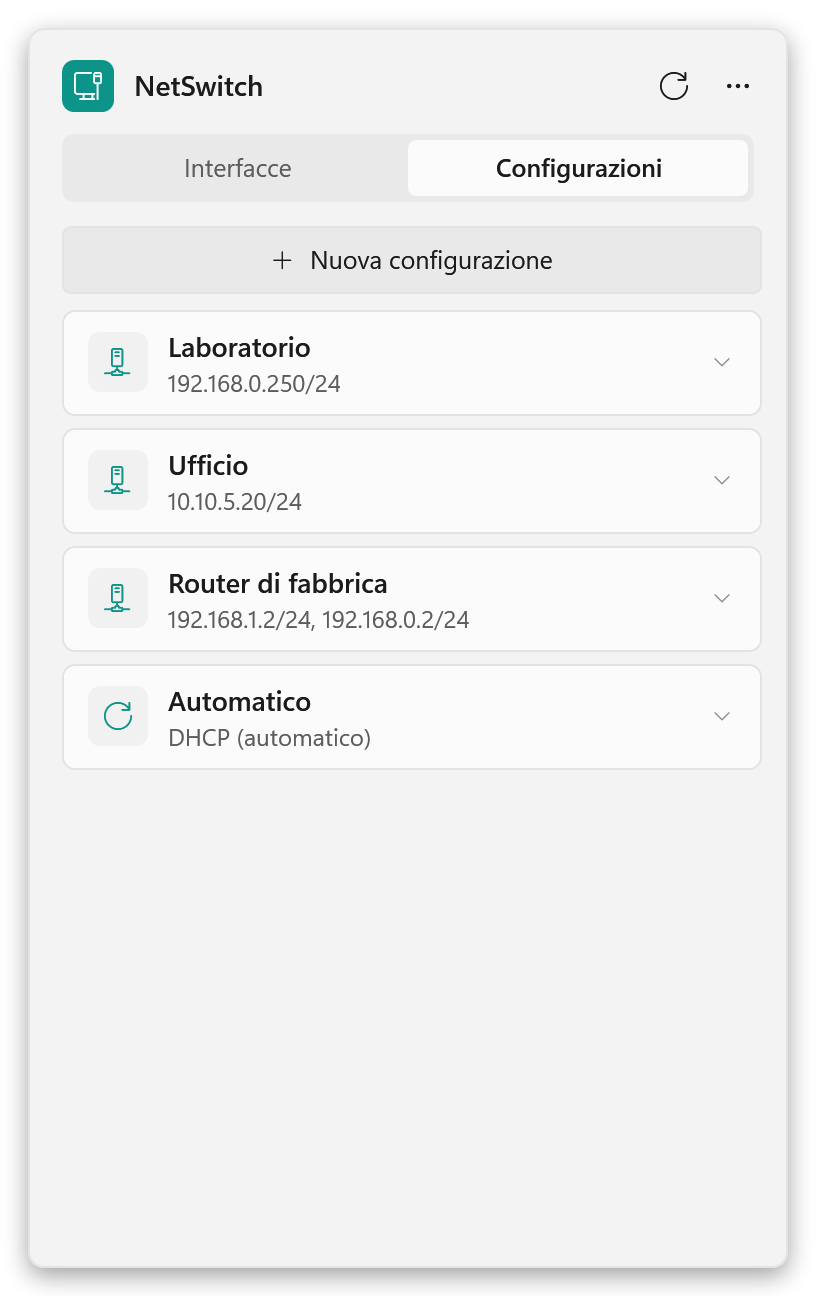 NetSwitch
Interfacce
Configurazioni
Nuova configurazione
Laboratorio
192.168.0.250/24
Ufficio
10.10.5.20/24
Router di fabbrica
192.168.1.2/24, 192.168.0.2/24
Automatico
DHCP (automatico)